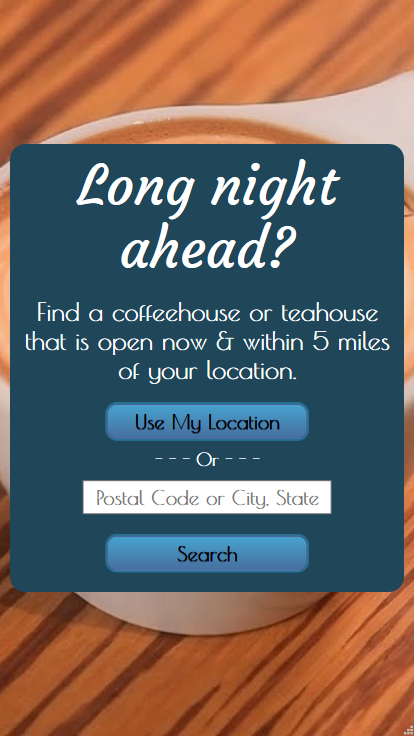 Long night
ahead?
Find a coffeehouse or teahouse
that is open now & within 5 miles
of your location.
Use My Location
- - - Or - - -
Postal Code or City, State
Search